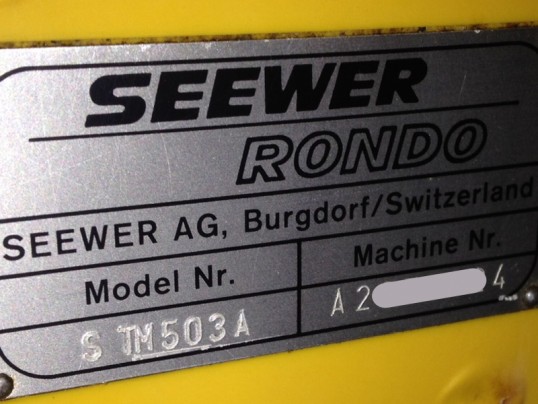 SEEWER
RONDO
SEEWER AG, Burgdorf/Switzerland
Model Nr.
Machine Nr.
S TM503A
A2 4